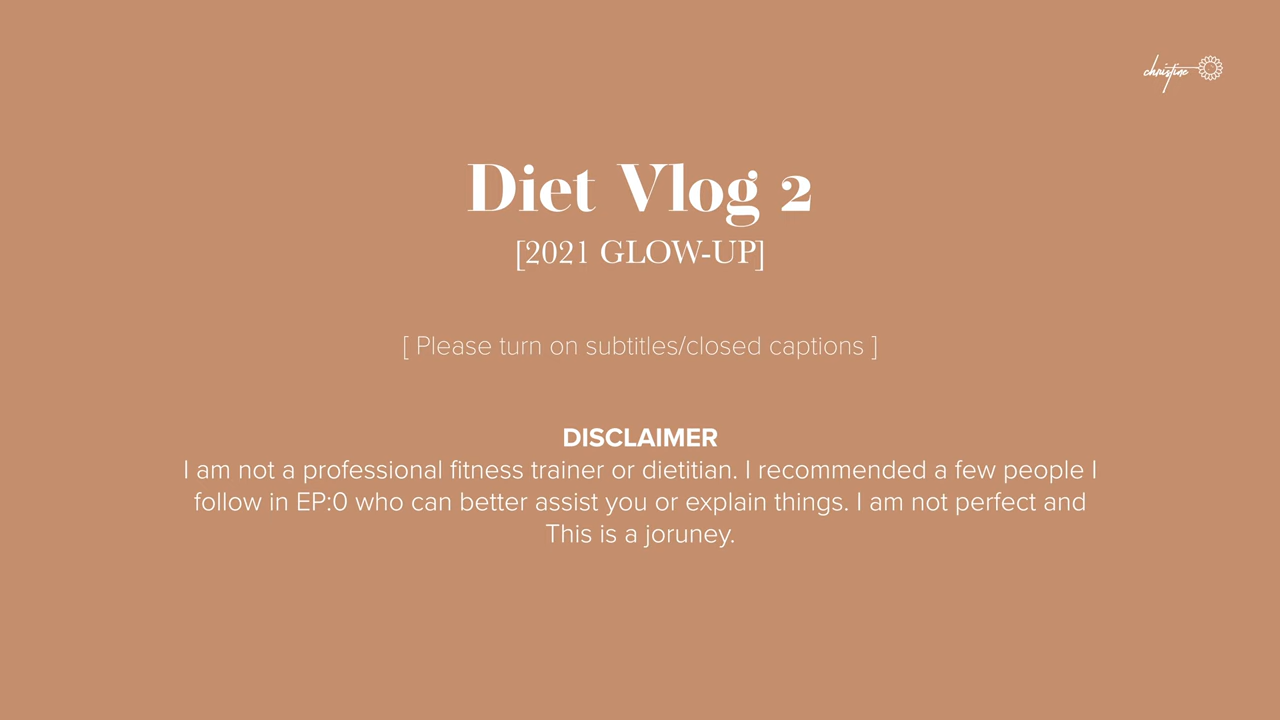 christine
Diet Vlog 2
[2021 GLOW-UP]
[ Please turn on subtitles/closed captions ]
DISCLAIMER
I am not a professional fitness trainer or dietitian. I recommended a few people I
follow in EP:0 who can better assist you or explain things. I am not perfect and
This is a joruney.